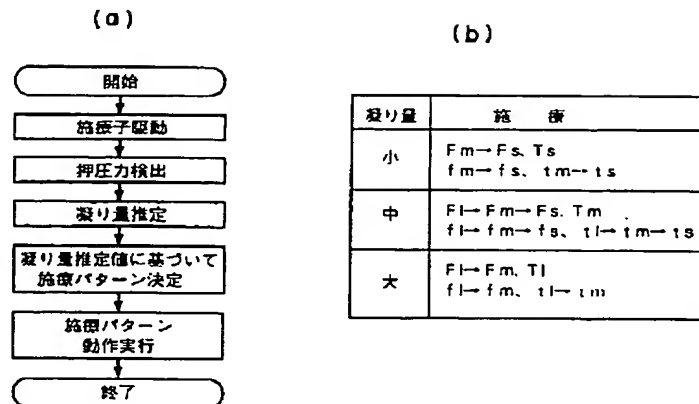 (a)
開始
施療子駆動
押圧力検出
凝り量推定
凝り量推定値に基づいて
施療パターン決定
施療パターン
動作実行
終了
(b)
凝り量 施療
小 Fm→Fs、Ts
fm→fs、tm→ts
中 Fl→Fm→Fs、Tm
fl→fm→fs、tl→tm→ts
大 Fl→Fm、Tl
fl→fm、tl→tm